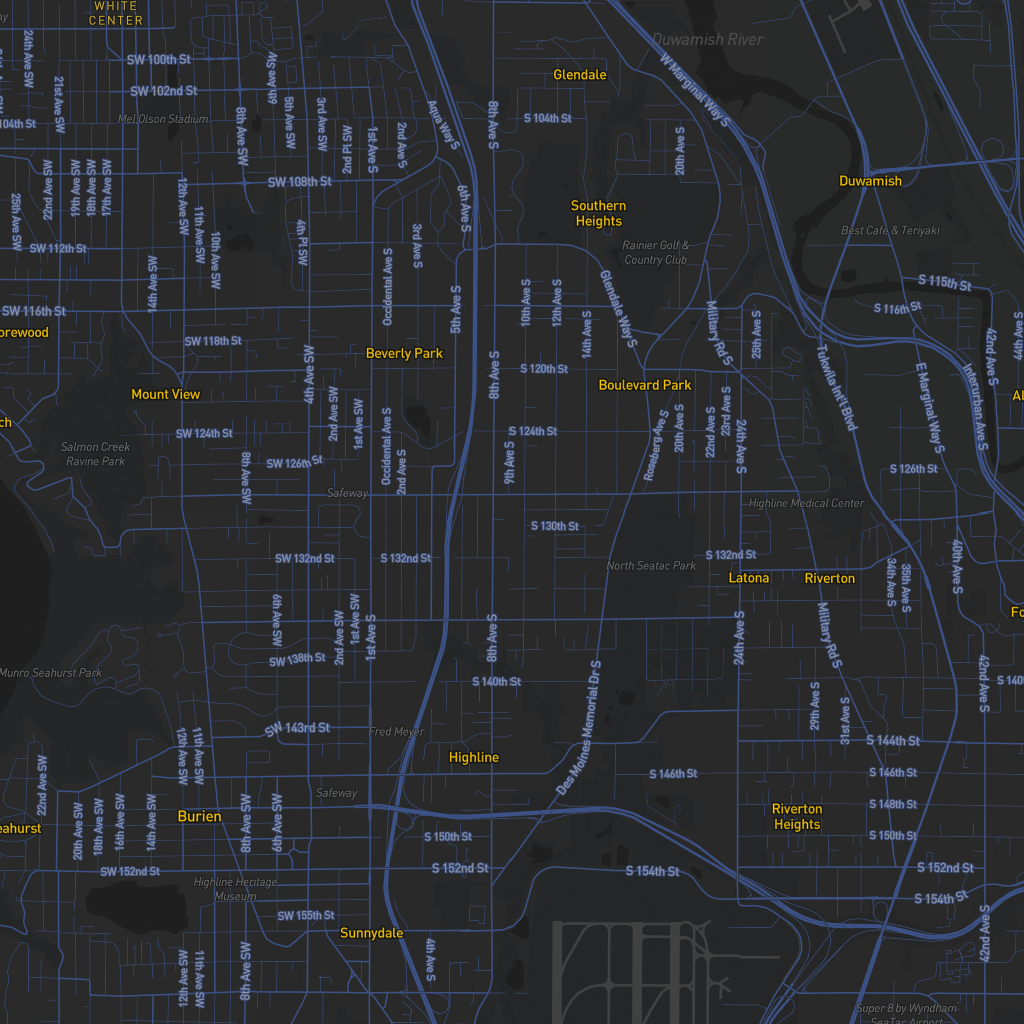 WHITE
CENTER
Duwamish River
SW 100th St
24th Ave SW
21st Ave SW
6th Ave SW
W Marginal Way S
Glendale
SW 102nd St
5th Ave SW
3rd Ave SW
8th Ave SW
Aqua Way S
8th Ave S
S 104th St
104th St
Mel Olson Stadium
2nd Pl SW
1st Ave S
2nd Ave S
20th Ave S
SW 108th St
Duwamish
22nd Ave SW
19th Ave SW
18th Ave SW
17th Ave SW
25th Ave SW
12th Ave SW
11th Ave SW
10th Ave SW
4th Pl SW
6th Ave S
Southern
Heights
3rd Ave S
Best Cafe & Teriyaki
SW 112th St
Rainier Golf &
Country Club
14th Ave SW
Occidental Ave S
5th Ave S
10th Ave S
12th Ave S
14th Ave S
Glendale Way S
S 115th St
SW 116th St
S 116th St
Military Rd S
25th Ave S
44th Ave S
42nd Ave S
orewood
SW 118th St
Beverly Park
Tukwila Int'l Blvd
E Marginal Way S
Interurban Ave S
4th Ave SW
8th Ave S
S 120th St
Boulevard Park
Mount View
Al
2nd Ave SW
1st Ave SW
Occidental Ave S
2nd Ave S
ch
SW 124th St
S 124th St
Roseberg Ave S
20th Ave S
22nd Ave S
23rd Ave S
24th Ave S
Salmon Creek
Ravine Park
SW 126th St
9th Ave S
S 126th St
8th Ave SW
Safeway
Highline Medical Center
S 130th St
SW 132nd St
S 132nd St
S 132nd St
North Seatac Park
Latona
Riverton
34th Ave S
35th Ave S
40th Ave S
6th Ave SW
2nd Ave SW
1st Ave SW
1st Ave S
8th Ave S
24th Ave S
Military Rd S
Fo
SW 138th St
Munro Seahurst Park
S 140th St
42nd Ave S
S 140
Des Moines Memorial Dr S
29th Ave S
31st Ave S
SW 143rd St
Fred Meyer
12th Ave SW
11th Ave SW
S 144th St
Highline
22nd Ave SW
S 146th St
S 146th St
Safeway
20th Ave SW
18th Ave SW
16th Ave SW
14th Ave SW
Burien
8th Ave SW
6th Ave SW
S 148th St
Riverton
Heights
eahurst
S 150th St
S 150th St
SW 152nd St
S 152nd St
S 154th St
S 152nd St
Highline Heritage
Museum
S 154th St
SW 155th St
Sunnydale
4th Ave S
42nd Ave S
12th Ave SW
11th Ave SW
8th Ave SW
Super 8 by Wyndham
SeaTac Airport